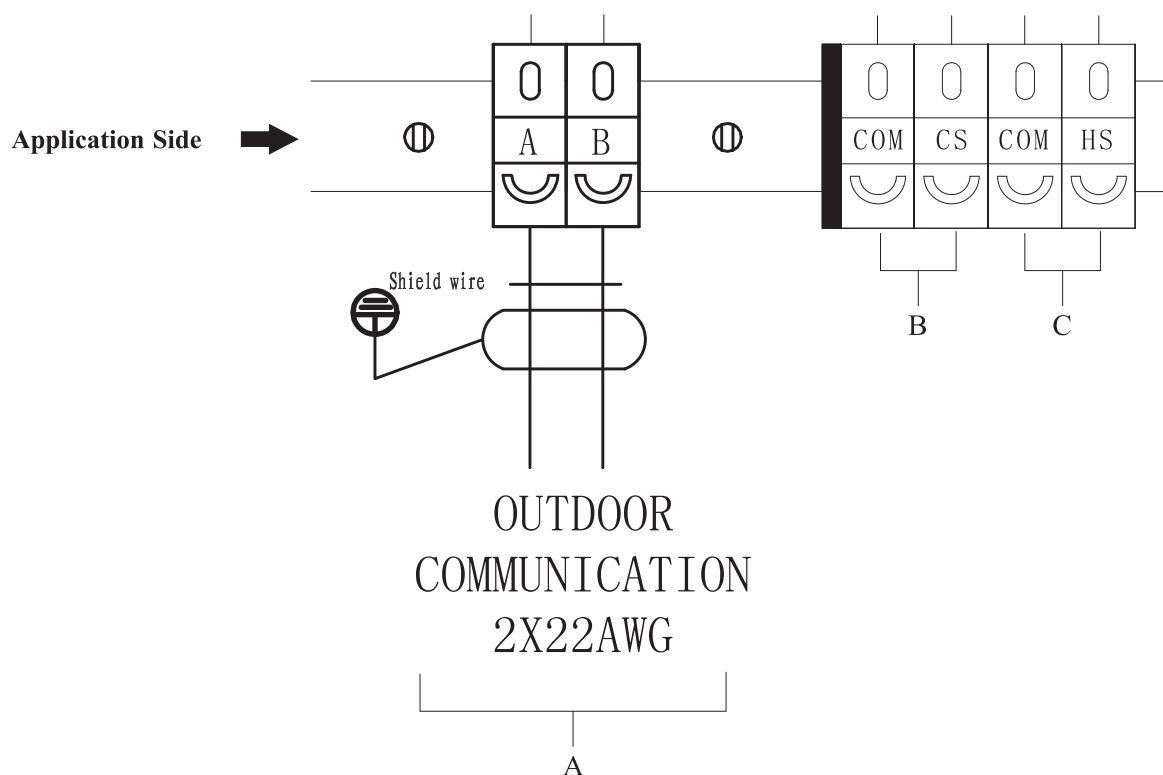 Application Side
A B
COM CS COM HS
Shield wire
B C
OUTDOOR
COMMUNICATION
2X22AWG
A